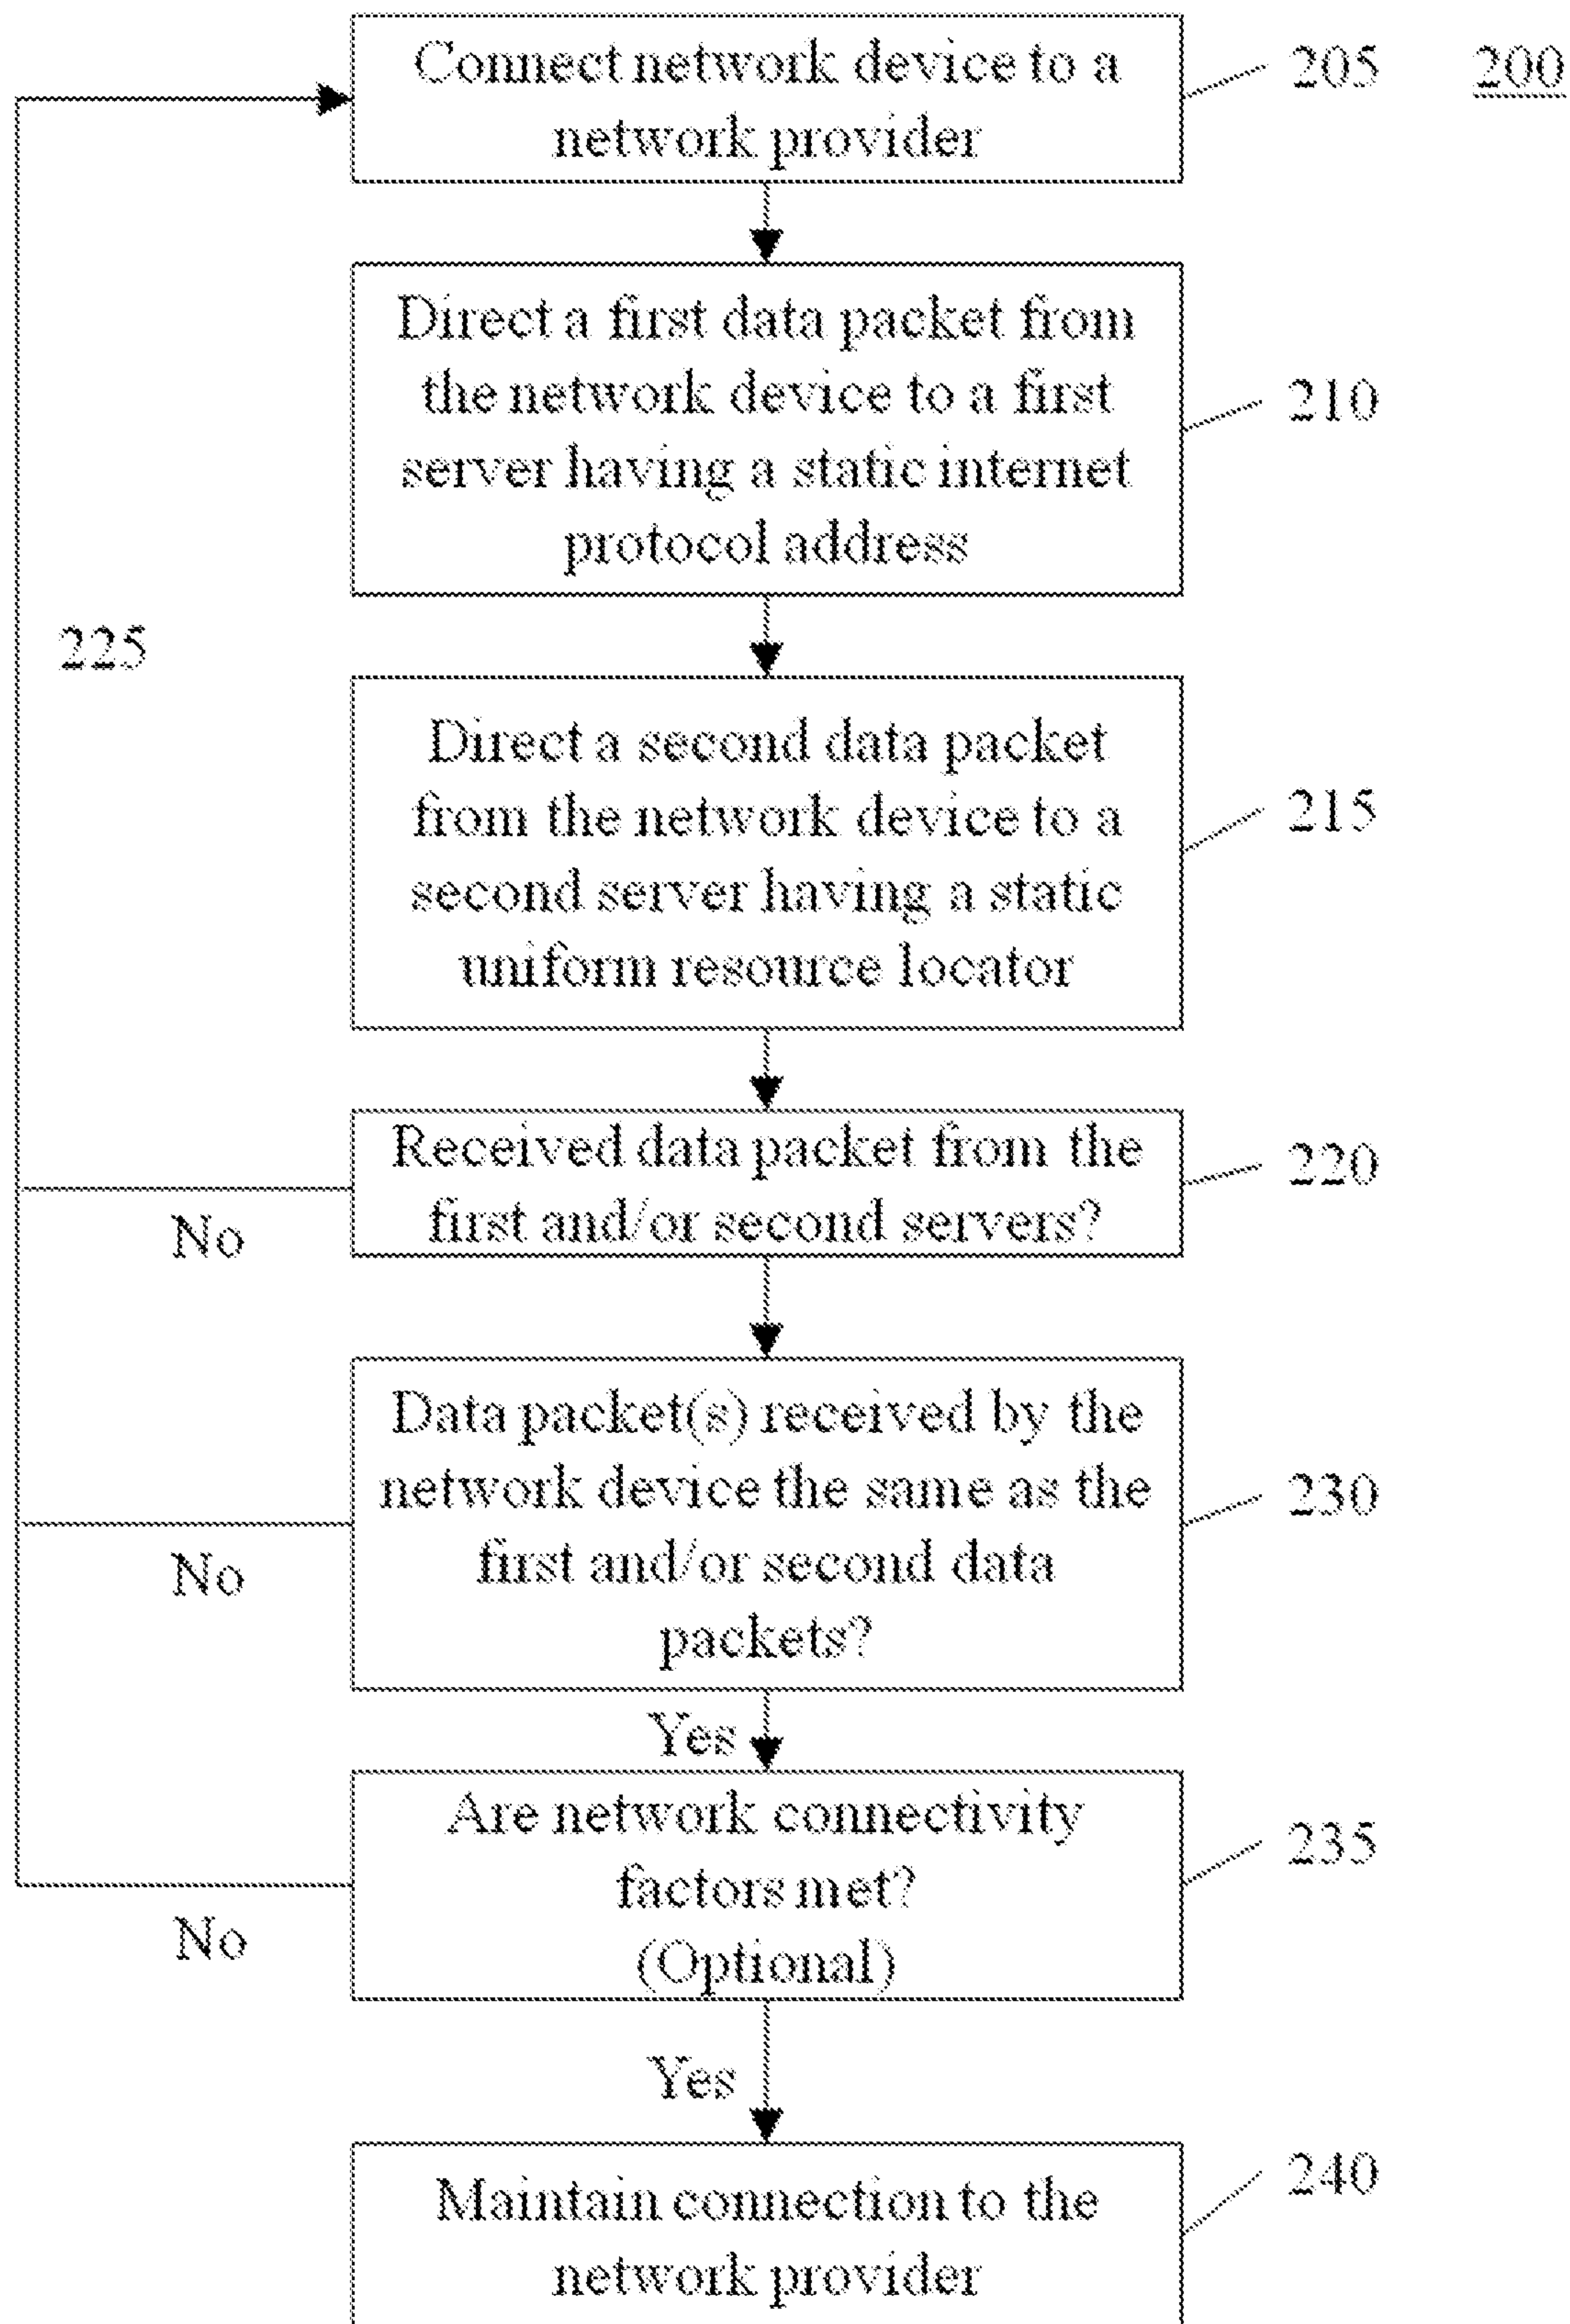 Connect network device to a
network provider
205
200
Direct a first data packet from
the network device to a first
server having a static internet
protocol address
210
225
Direct a second data packet
from the network device to a
second server having a static
uniform resource locator
215
Received data packet from the
first and/or second servers?
220
No
Data packet(s) received by the
network device the same as the
first and/or second data
packets?
230
No
Yes
Are network connectivity
factors met?
(Optional)
235
No
Yes
Maintain connection to the
network provider
240